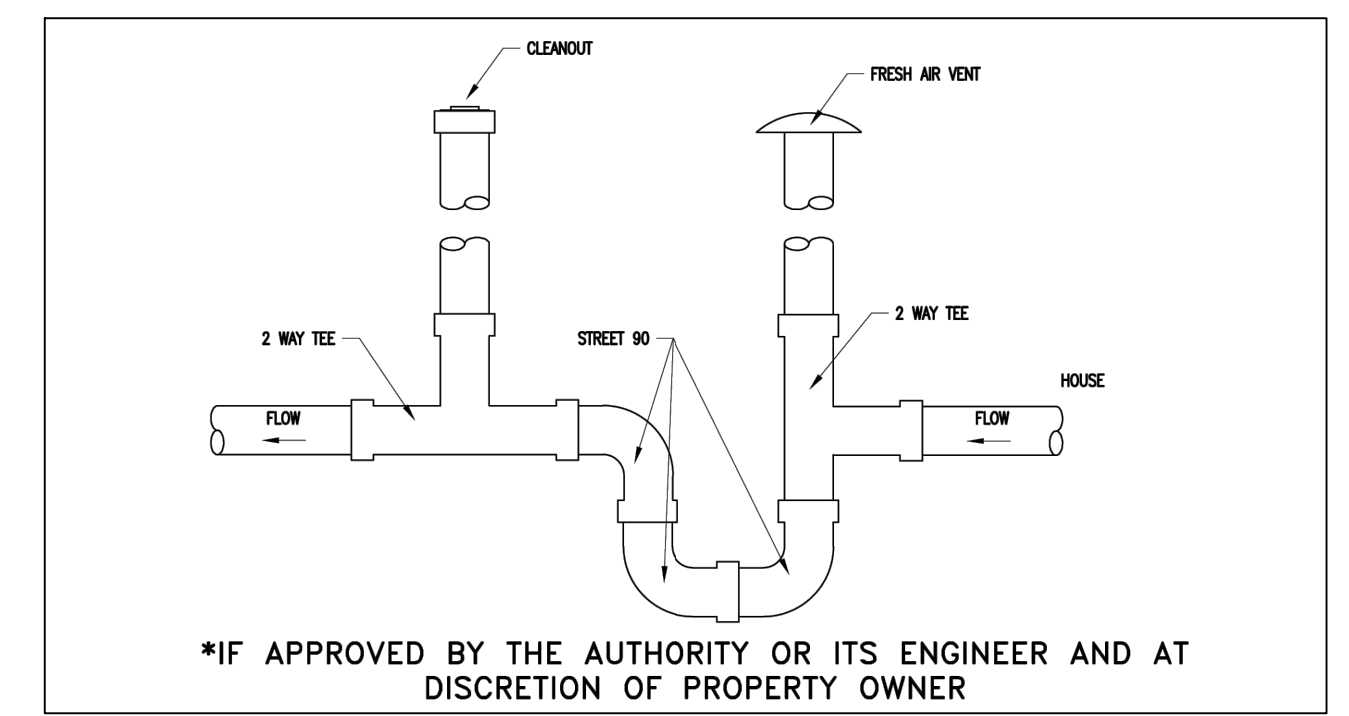 CLEANOUT
FRESH AIR VENT
2 WAY TEE
2 WAY TEE
STREET 90
HOUSE
FLOW
FLOW
*IF APPROVED BY THE AUTHORITY OR ITS ENGINEER AND AT
DISCRETION OF PROPERTY OWNER